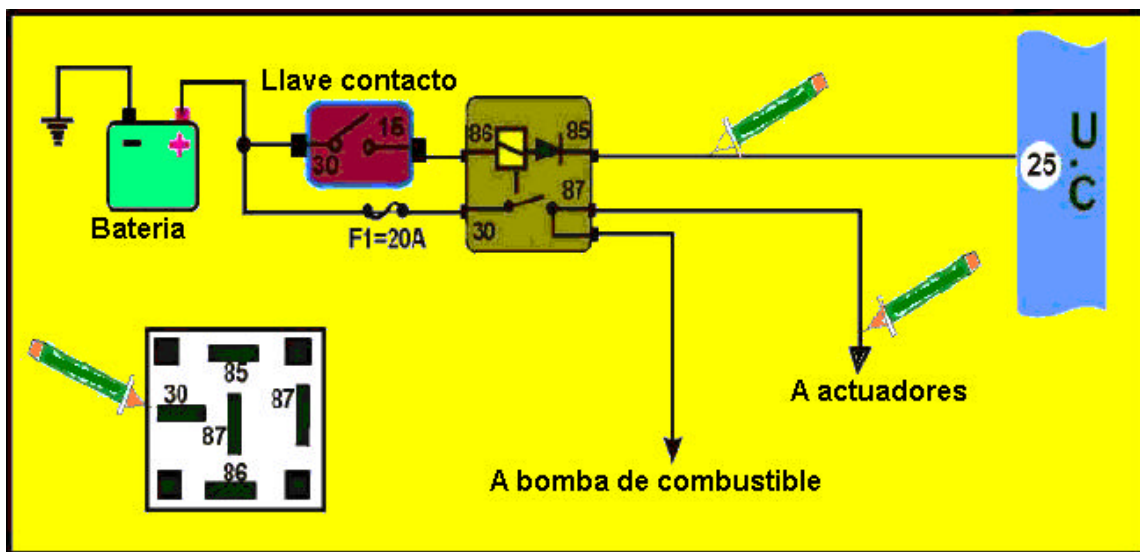 Llave contacto
- +
30 15
86 85
87
30
F1=20A
Bateria
25
U.C
A actuadores
A bomba de combustible
85
30
87
87
86